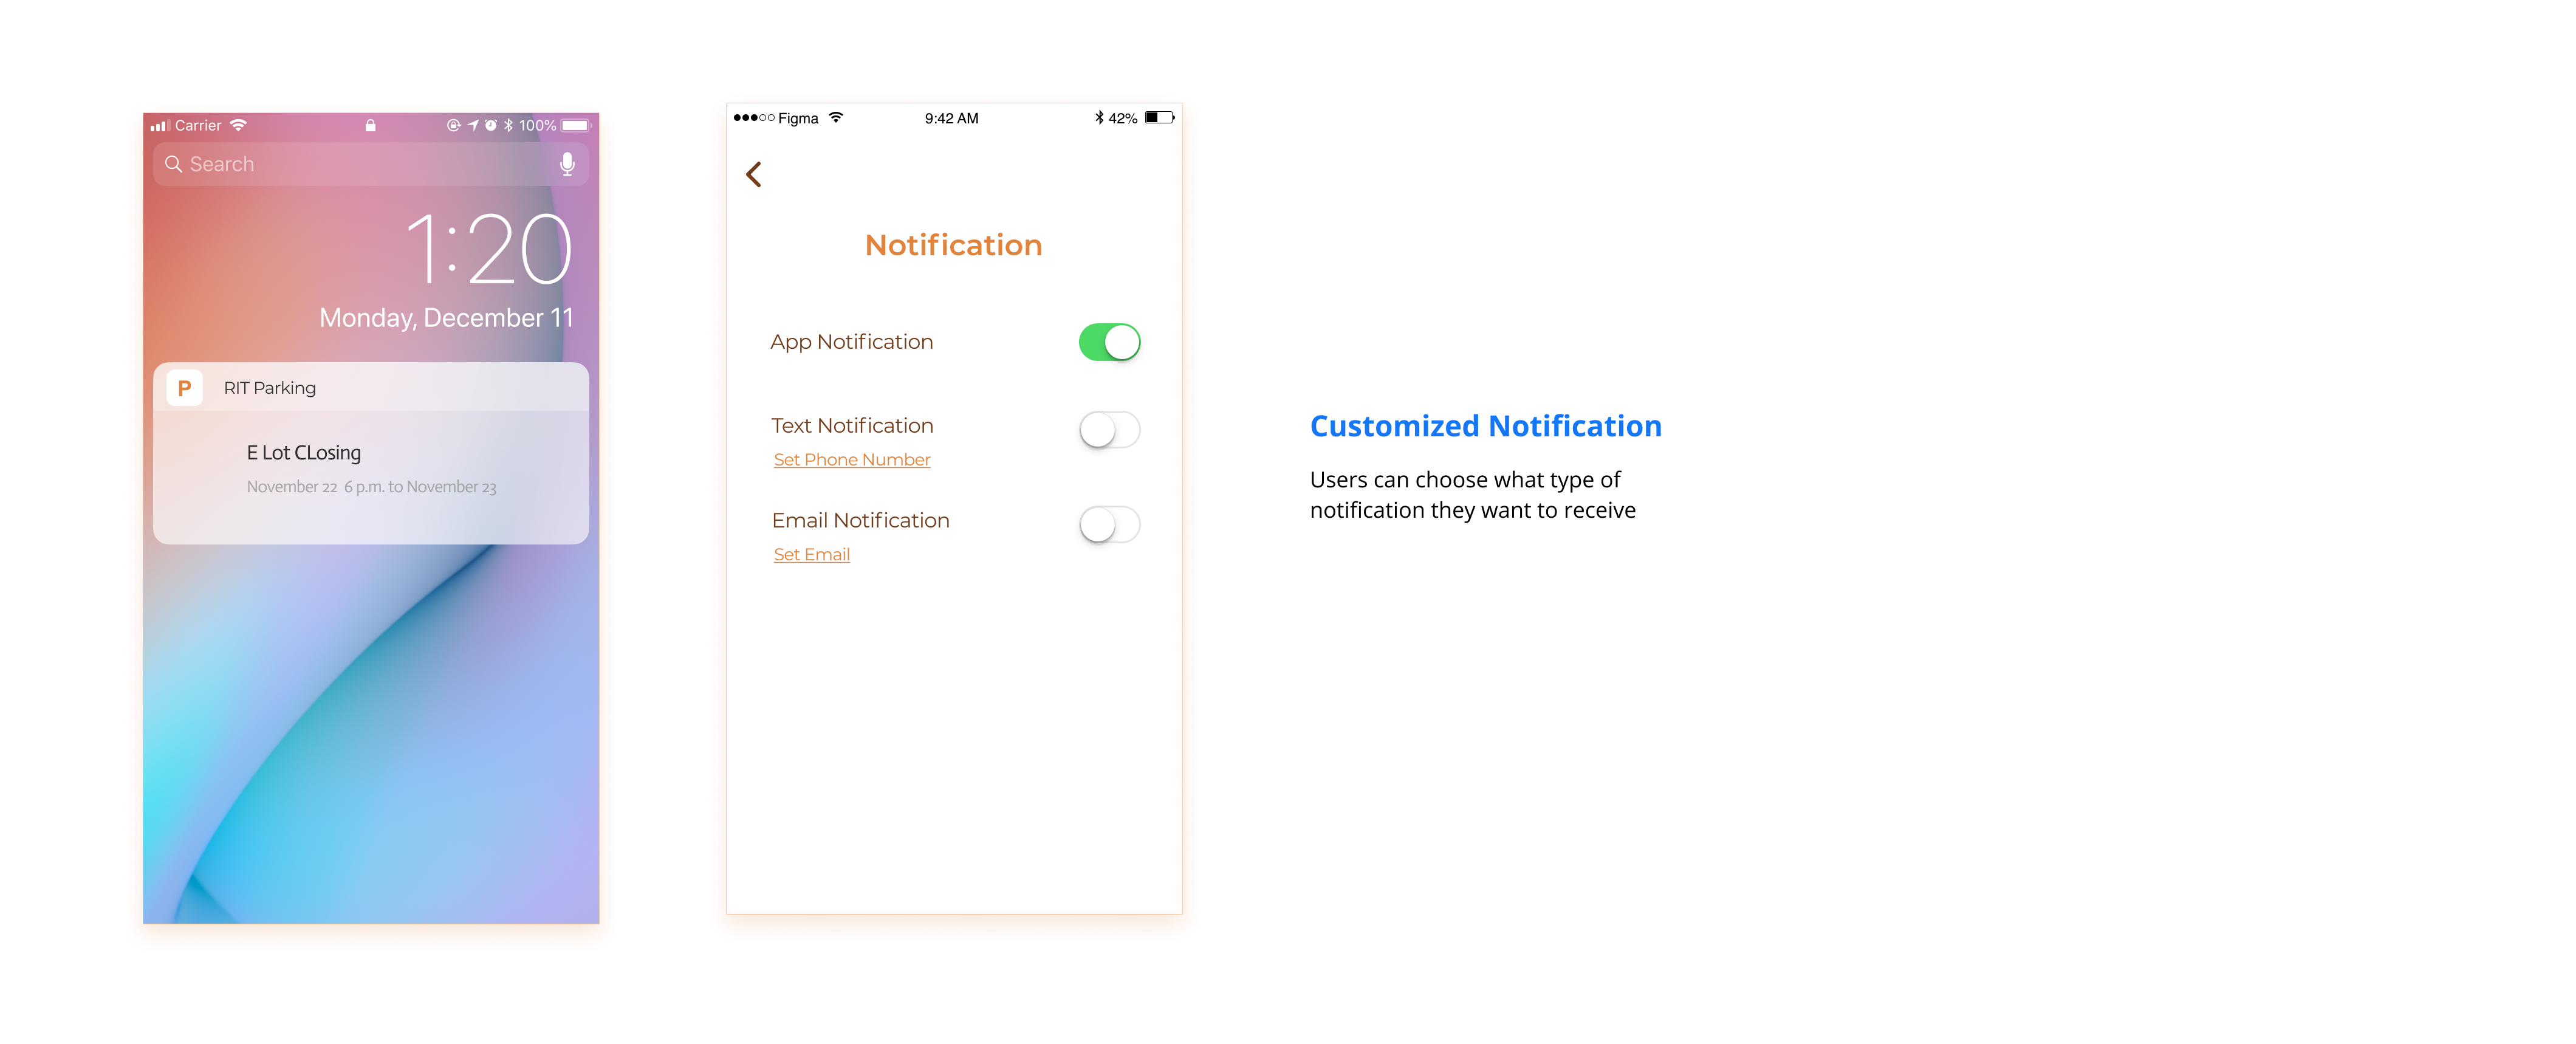 Carrier 100%
Search
1:20
Monday, December 11
P RIT Parking
E Lot CLosing
November 22 6 p.m. to November 23
Figma 9:42 AM 42%
Notification
App Notification
Text Notification
Set Phone Number
Email Notification
Set Email
Customized Notification
Users can choose what type of
notification they want to receive